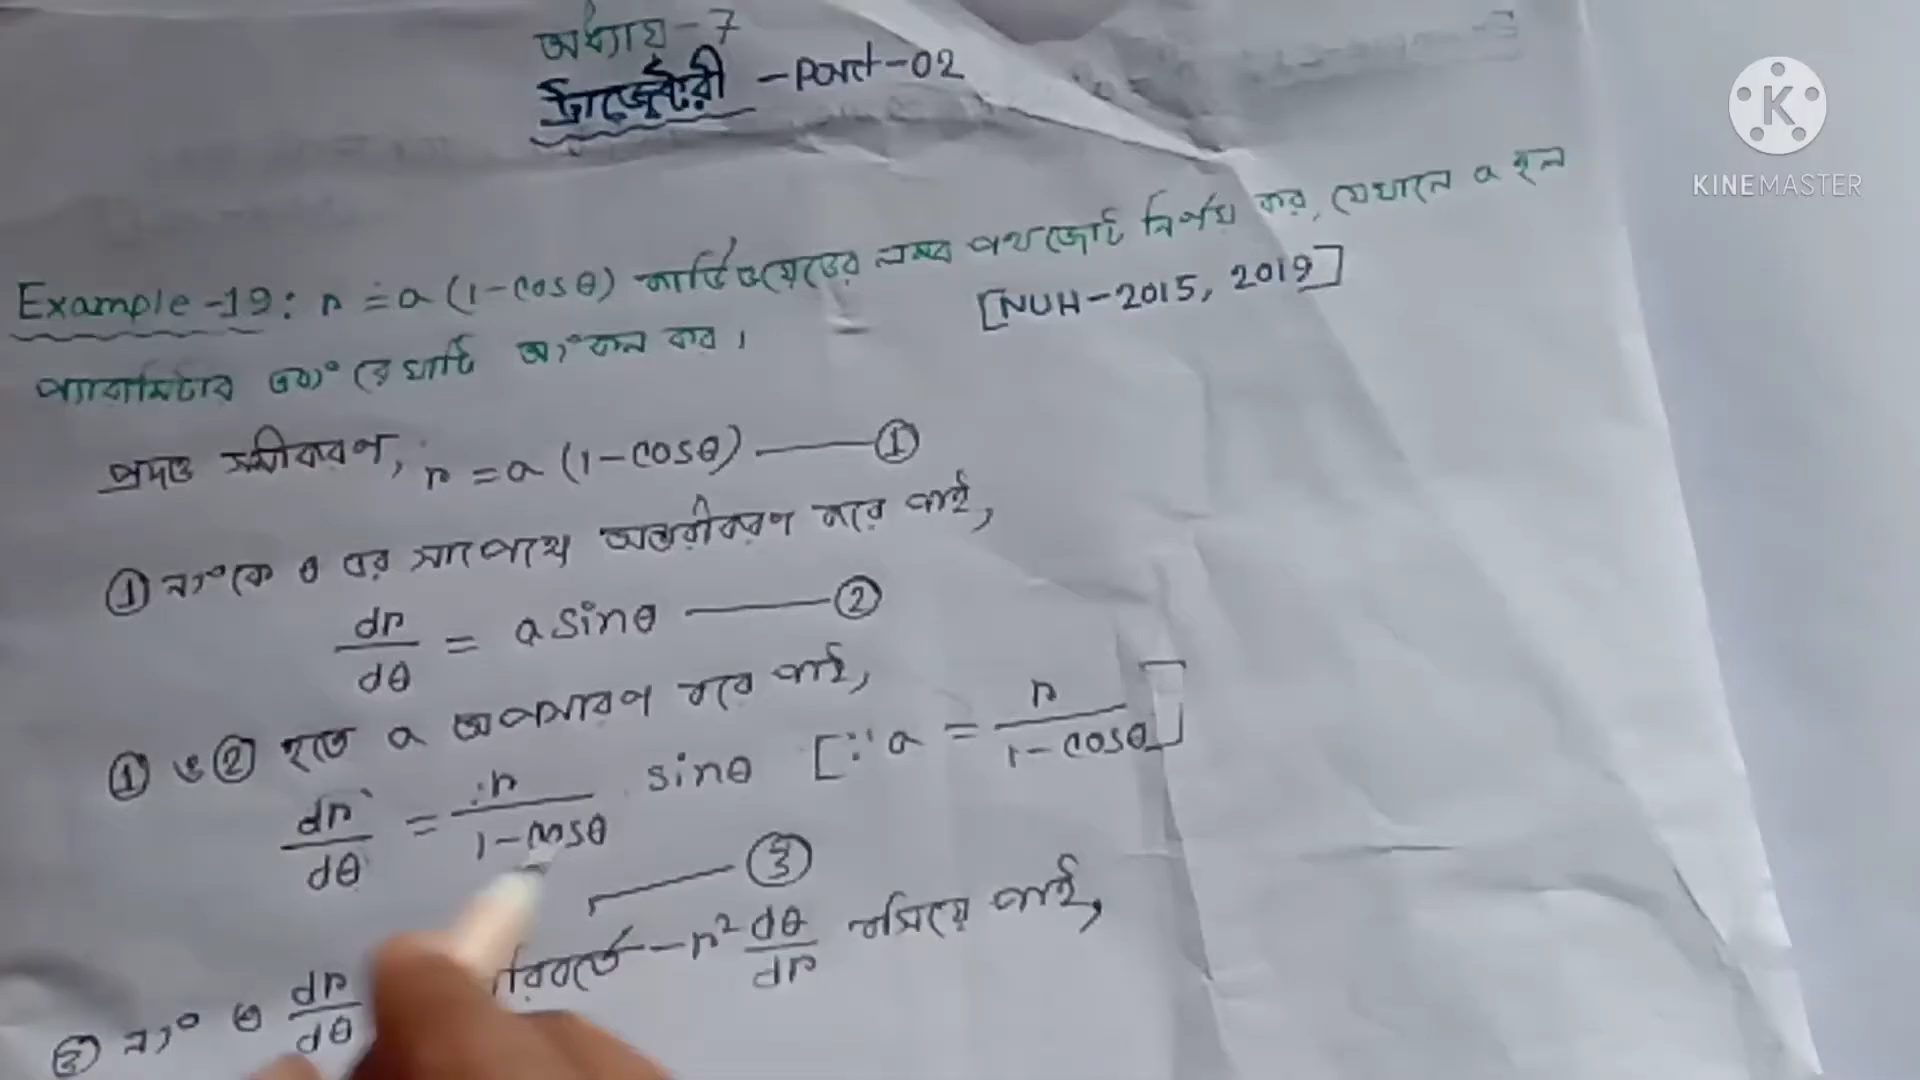 অধ্যায়-7
ট্রাজেক্টরী -Part-02
KINEMASTER
Example-19: r = a (1-cosθ) কার্ডিওয়েডের লম্ব পথজোট নির্ণয় কর, যেখানে a হল
[NUH-2015, 2019]
প্যারামিটার এবং রেখাটি অংকন কর।
প্রদত্ত সমীকরণ, r = a (1-cosθ) —— ①
① নং কে θ এর সাপেক্ষে অন্তরীকরণ করে পাই,
dr/dθ = a sinθ —— ②
① ও ② হতে a অপসারণ করে পাই,
dr/dθ = r/1-cosθ . sinθ [∵ a = r/1-cosθ]
—— ③
③ নং এ dr/dθ পরিবর্তে -r² dθ/dr বসিয়ে পাই,